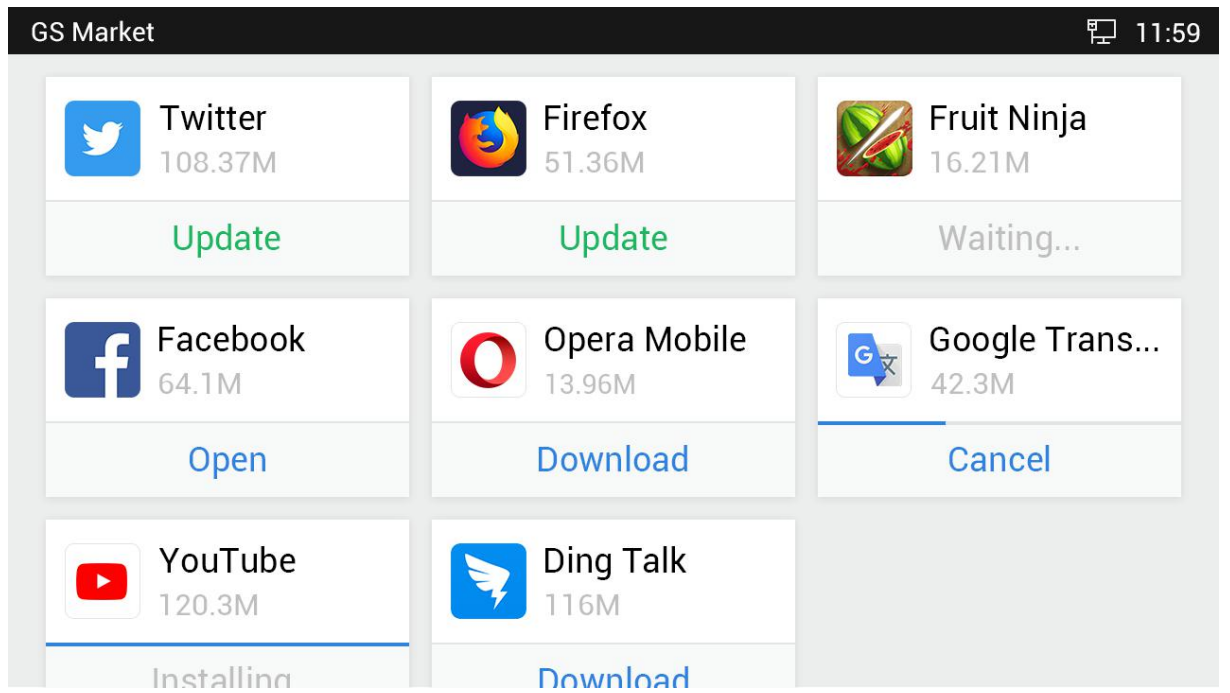 GS Market 11:59
Twitter
108.37M
Update
Firefox
51.36M
Update
Fruit Ninja
16.21M
Waiting...
Facebook
64.1M
Open
Opera Mobile
13.96M
Download
G 文
Google Trans...
42.3M
Cancel
YouTube
120.3M
Installing
Ding Talk
116M
Download